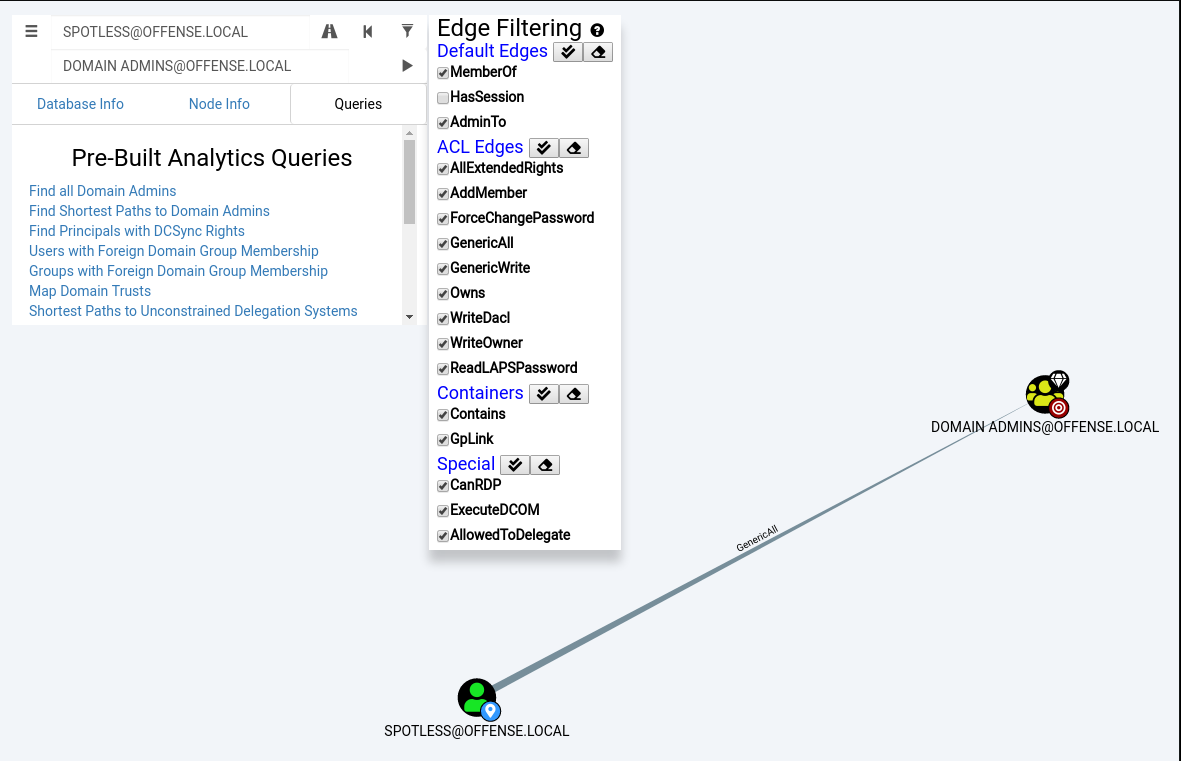 SPOTLESS@OFFENSE.LOCAL
DOMAIN ADMINS@OFFENSE.LOCAL
Database Info
Node Info
Queries
Pre-Built Analytics Queries
Find all Domain Admins
Find Shortest Paths to Domain Admins
Find Principals with DCSync Rights
Users with Foreign Domain Group Membership
Groups with Foreign Domain Group Membership
Map Domain Trusts
Shortest Paths to Unconstrained Delegation Systems
Edge Filtering ?
Default Edges
MemberOf
HasSession
AdminTo
ACL Edges
AllExtendedRights
AddMember
ForceChangePassword
GenericAll
GenericWrite
Owns
WriteDacl
WriteOwner
ReadLAPSPassword
Containers
Contains
GpLink
Special
CanRDP
ExecuteDCOM
AllowedToDelegate
DOMAIN ADMINS@OFFENSE.LOCAL
GenericAll
SPOTLESS@OFFENSE.LOCAL